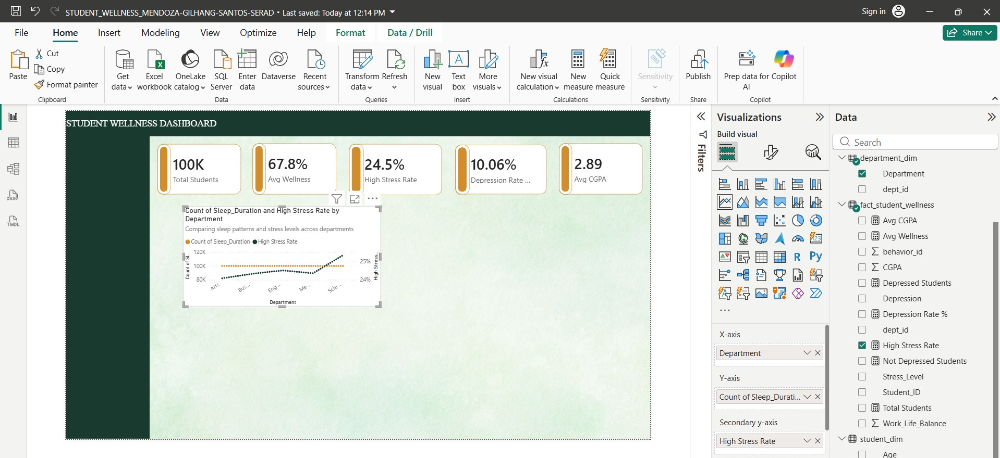 STUDENT_WELLNESS_MENDOZA-GILHANG-SANTOS-SERAD • Last saved: Today at 12:14 PM
Sign in
File
Home
Insert
Modeling
View
Optimize
Help
Format
Data / Drill
Share
Paste
Cut
Copy
Format painter
Clipboard
Get data
Excel workbook
OneLake catalog
SQL Server
Enter data
Dataverse
Recent sources
Data
Transform data
Refresh
Queries
New visual
Text box
More visuals
Insert
New visual calculation
New measure
Quick measure
Calculations
Sensitivity
Sensitivity
Publish
Share
Prep data for AI
Copilot
Copilot
DAX
TMDL
STUDENT WELLNESS DASHBOARD
100K
Total Students
67.8%
Avg Wellness
24.5%
High Stress Rate
10.06%
Depression Rate ...
2.89
Avg CGPA
Count of Sleep_Duration and High Stress Rate by
Department
Comparing sleep patterns and stress levels across departments
Count of Sleep_Duration
High Stress Rate
120K
100K
80K
Count of Sl...
25%
24%
High Stress...
Arts
Bus...
Eng...
Me...
Scie...
Department
Filters
Visualizations
Build visual
123
R
Py
...
X-axis
Department
Y-axis
Count of Sleep_Durati...
Secondary y-axis
High Stress Rate
Data
Search
department_dim
Department
dept_id
fact_student_wellness
Avg CGPA
Avg Wellness
behavior_id
CGPA
Depressed Students
Depression
Depression Rate %
dept_id
High Stress Rate
Not Depressed Students
Stress_Level
Student_ID
Total Students
Work_Life_Balance
student_dim
Age